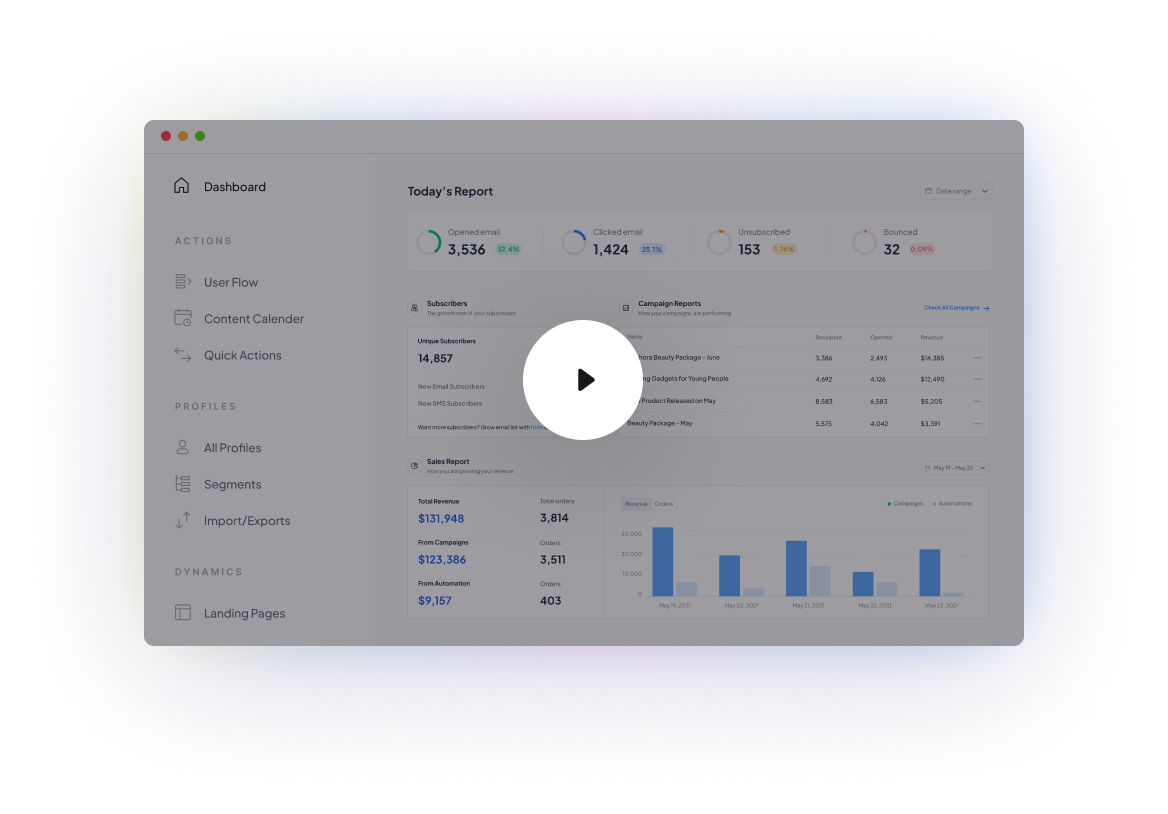 Dashboard
ACTIONS
User Flow
Content Calender
Quick Actions
PROFILES
All Profiles
Segments
Import/Exports
DYNAMICS
Landing Pages
Today's Report
Date range
Opened email
3,536 32.4%
Clicked email
1,424 25.1%
Unsubscribed
153 1.14%
Bounced
32 0.09%
Subscribers
The growth rate of your subscribers
Unique Subscribers
14,857
New Email Subscribers
New SMS Subscribers
Want more subscribers? Grow email list with
Campaign Reports
How your campaigns are performing
Check All Campaigns
Name Receipent Opened Revenue
Beauty Package - June 3,386 2,493 $14,385
Gadgets for Young People 4,692 4,126 $12,490
Product Released on May 8,583 6,583 $5,205
Beauty Package - May 5,575 4,042 $3,391
Sales Report
How you are growing your revenue
May 19 - May 25
Total Revenue Total orders
$131,948 3,814
From Campaigns Orders
$123,386 3,511
From Automation Orders
$9,157 403
Revenue Orders
Campaigns Automations
50,000
20,000
10,000
0
May 19, 2021 May 20, 2021 May 21, 2021 May 22, 2021 May 23, 2021